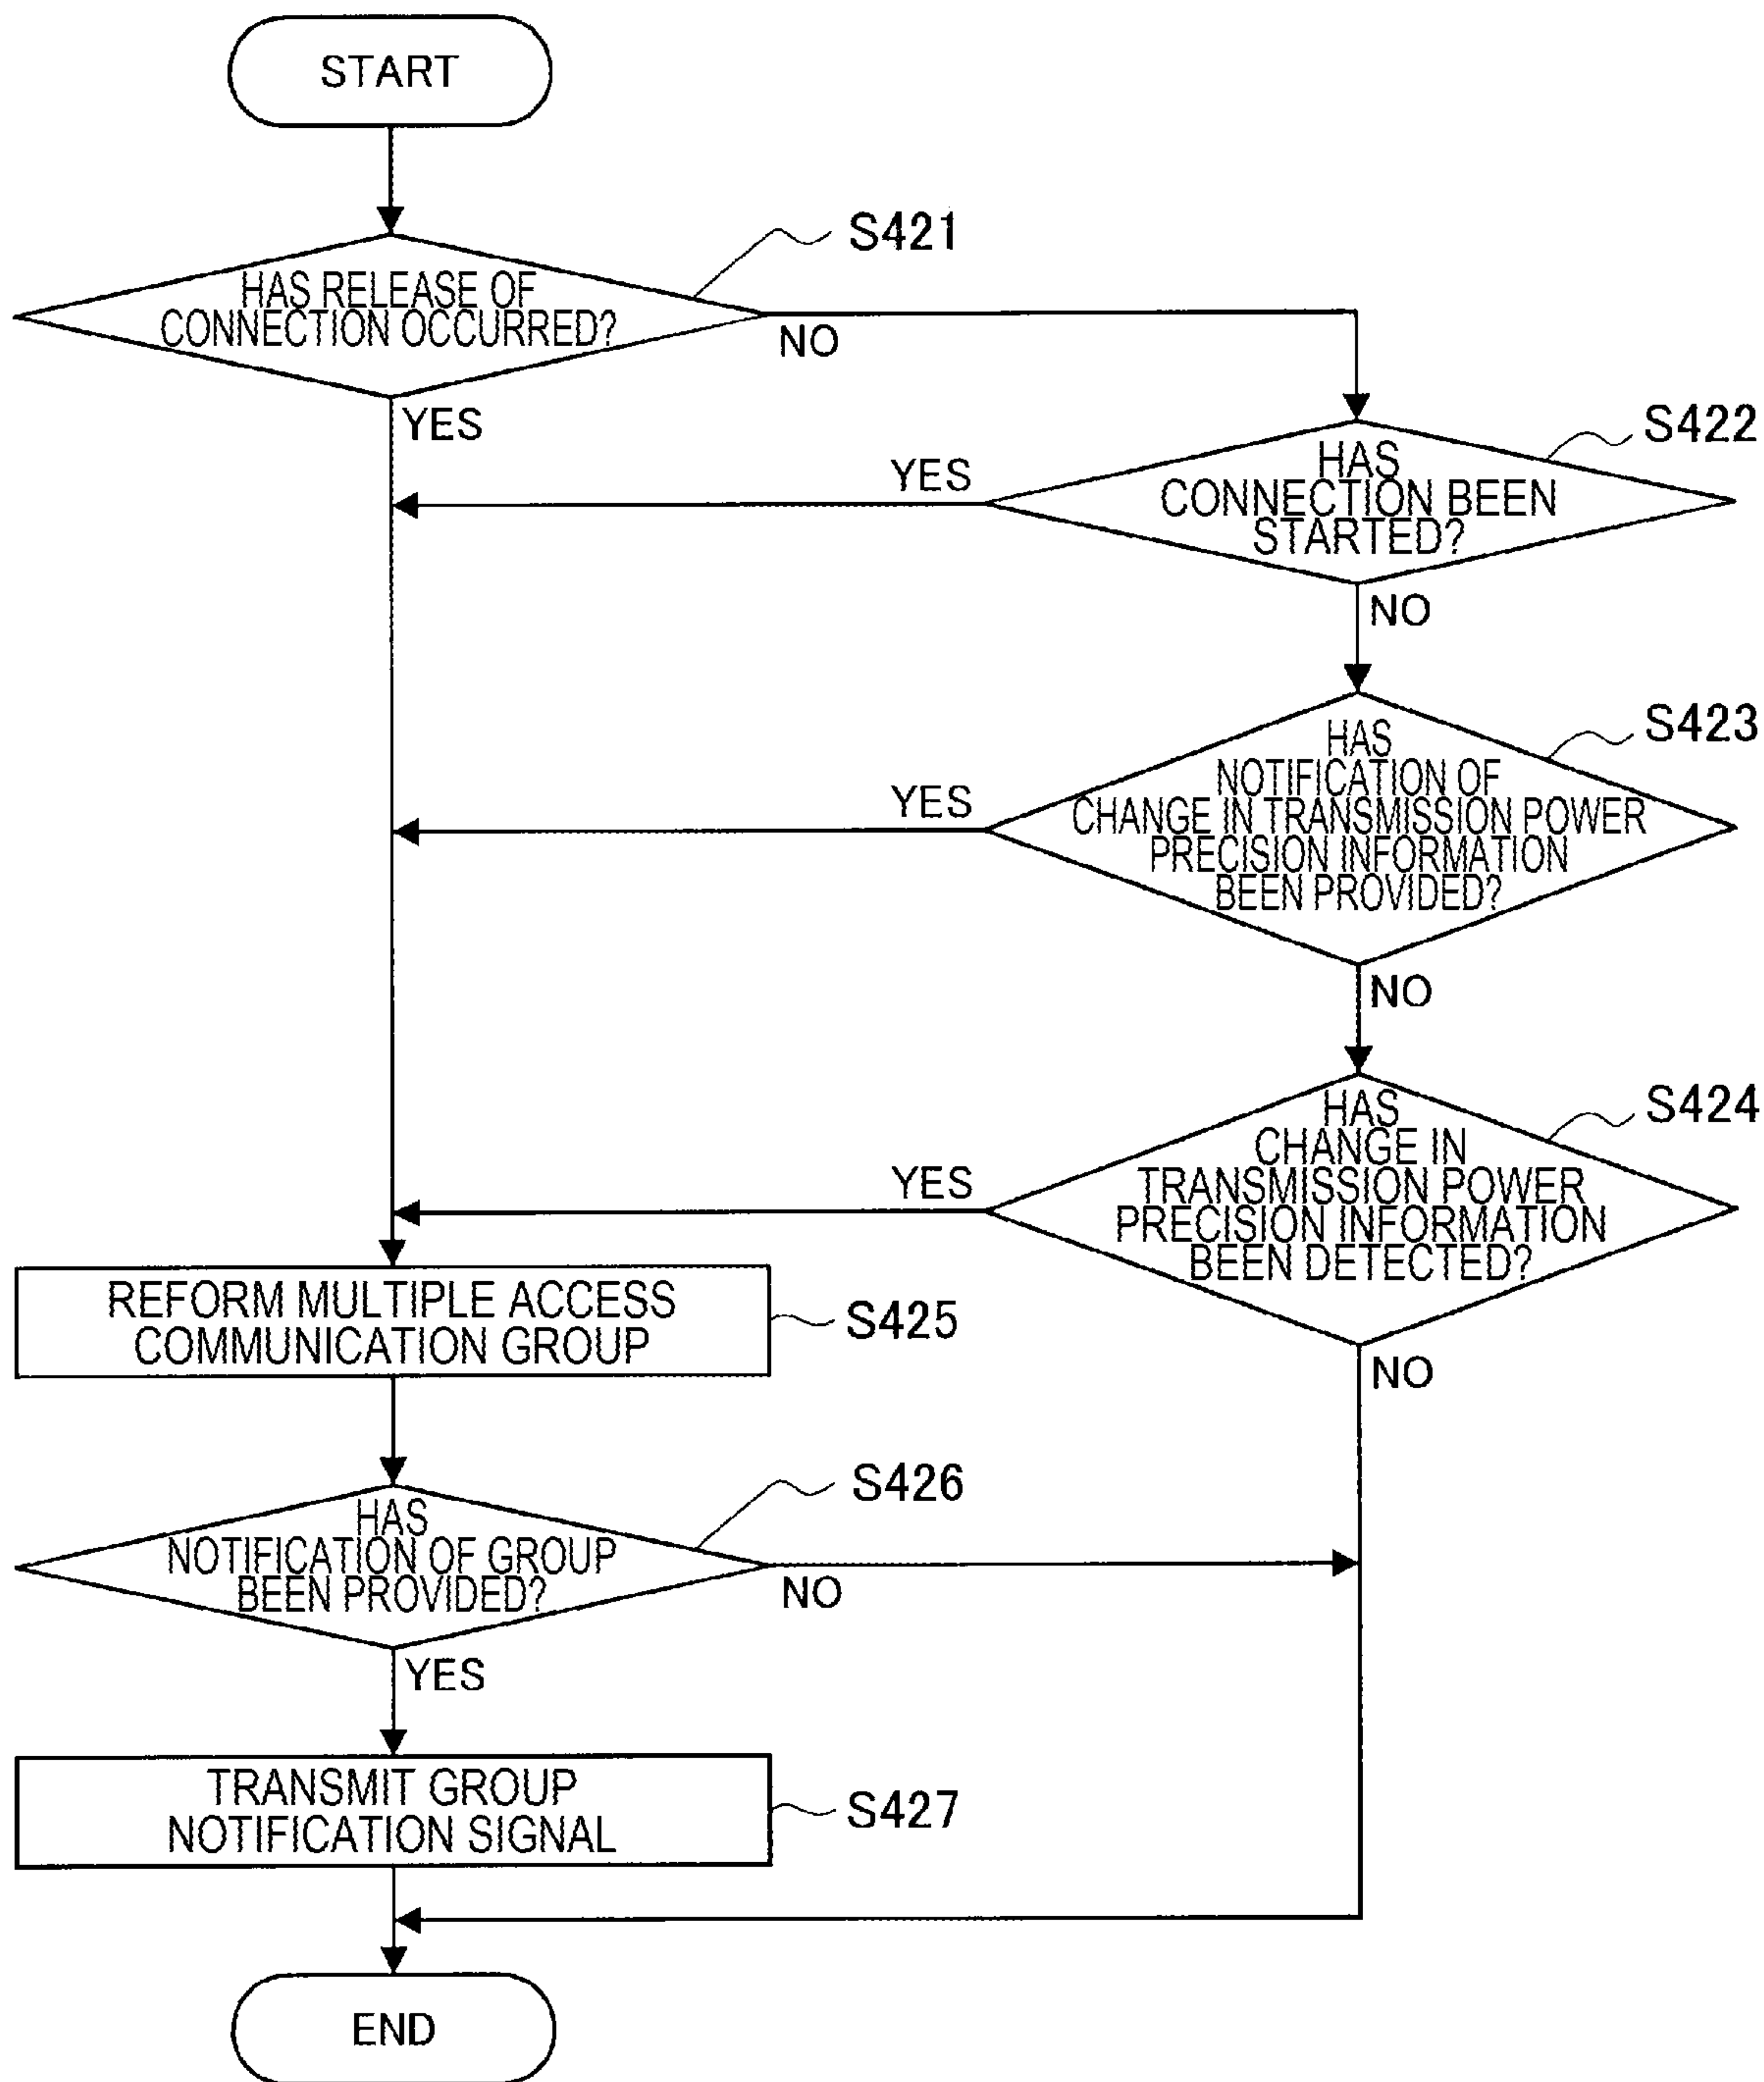 START
S421
HAS RELEASE OF
CONNECTION OCCURRED?
NO
YES
S422
HAS
CONNECTION BEEN
STARTED?
YES
NO
S423
HAS
NOTIFICATION OF
CHANGE IN TRANSMISSION POWER
PRECISION INFORMATION
BEEN PROVIDED?
YES
NO
S424
HAS
CHANGE IN
TRANSMISSION POWER
PRECISION INFORMATION
BEEN DETECTED?
YES
NO
REFORM MULTIPLE ACCESS
COMMUNICATION GROUP
S425
S426
HAS
NOTIFICATION OF GROUP
BEEN PROVIDED?
NO
YES
TRANSMIT GROUP
NOTIFICATION SIGNAL
S427
END